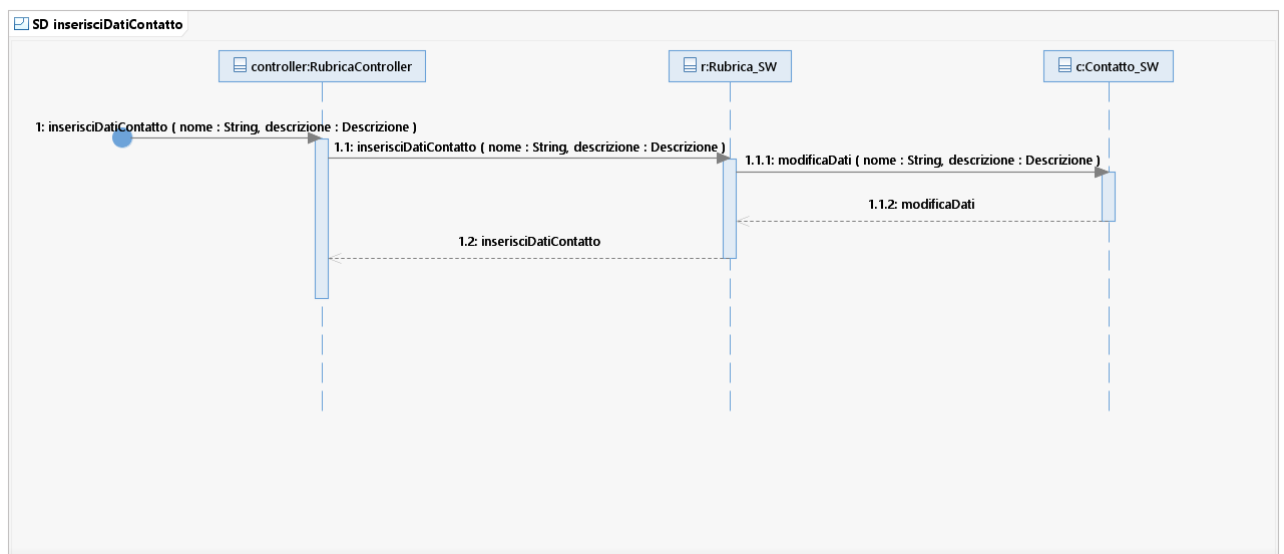 SD inserisciDatiContatto
controller:RubricaController
r:Rubrica_SW
c:Contatto_SW
1: inserisciDatiContatto ( nome : String, descrizione : Descrizione )
1.1: inserisciDatiContatto ( nome : String, descrizione : Descrizione )
1.1.1: modificaDati ( nome : String, descrizione : Descrizione )
1.1.2: modificaDati
1.2: inserisciDatiContatto